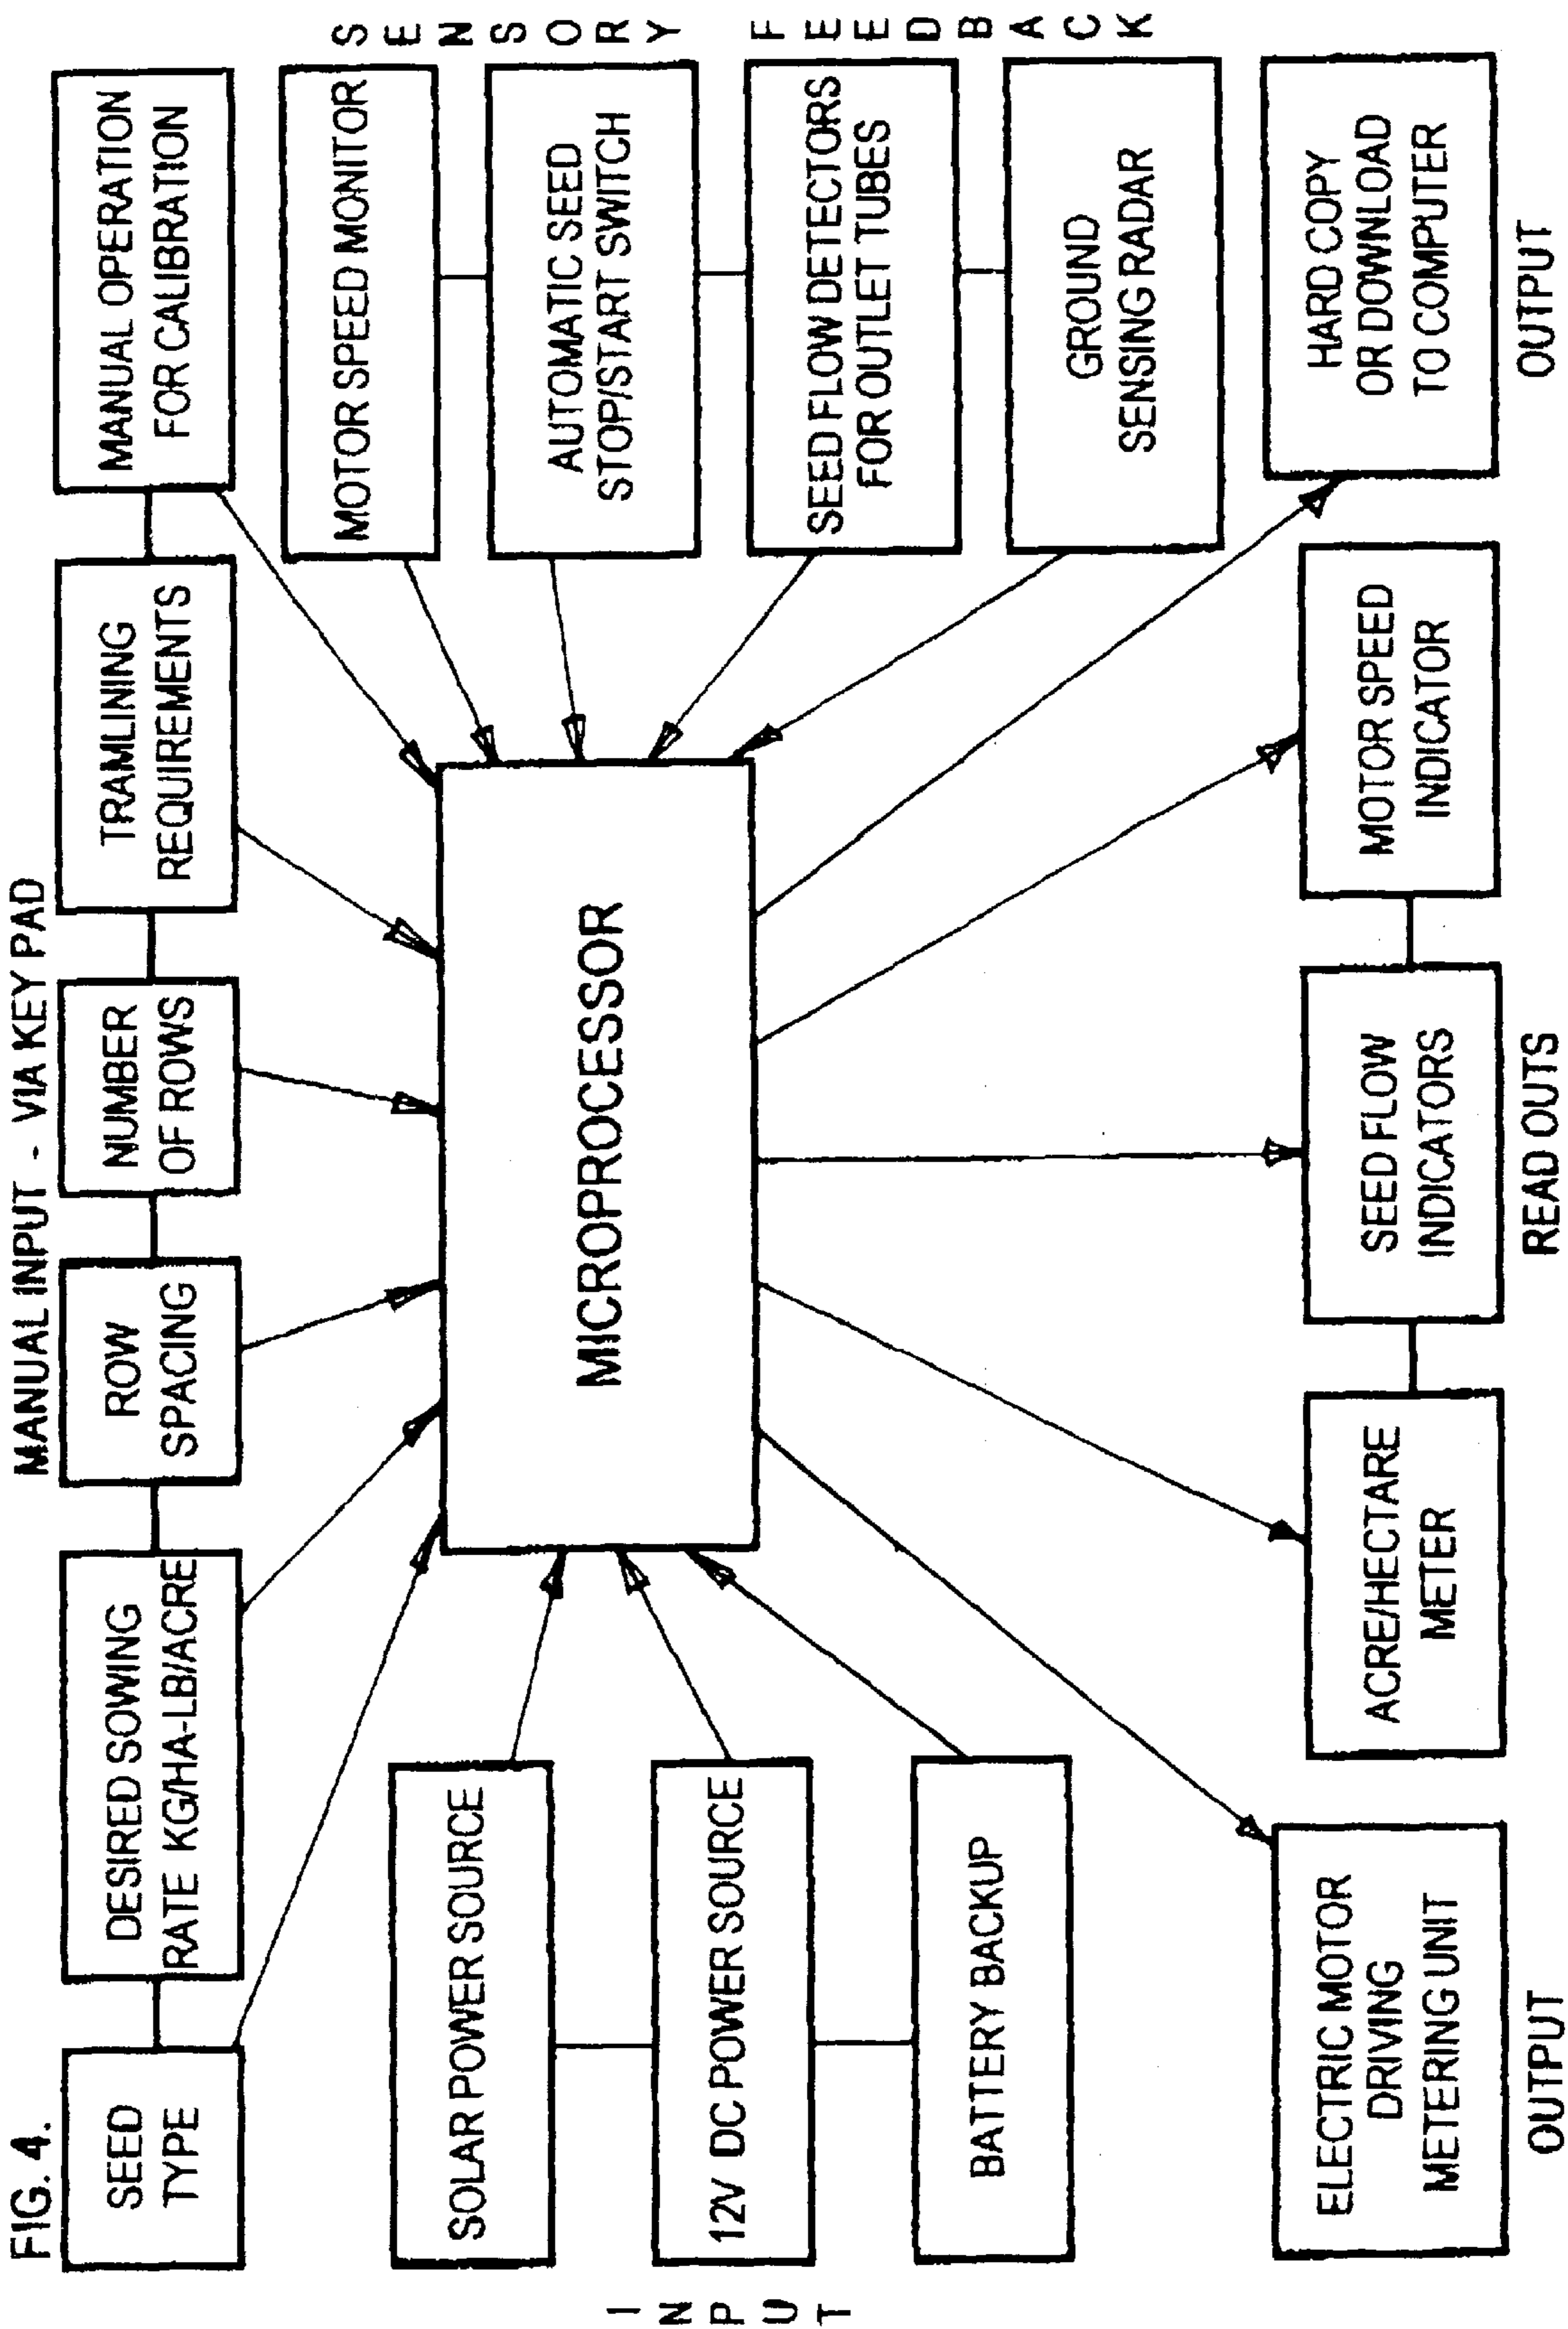 FIG. 4.
MANUAL INPUT - VIA KEY PAD
SEED
TYPE
DESIRED SOWING
RATE KG/HA-LB/ACRE
ROW
SPACING
NUMBER
OF ROWS
TRAMLINING
REQUIREMENTS
MANUAL OPERATION
FOR CALIBRATION
INPUT
SOLAR POWER SOURCE
12V DC POWER SOURCE
BATTERY BACKUP
MICROPROCESSOR
MOTOR SPEED MONITOR
AUTOMATIC SEED
STOP/START SWITCH
SEED FLOW DETECTORS
FOR OUTLET TUBES
GROUND
SENSING RADAR
SENSORY FEEDBACK
ELECTRIC MOTOR
DRIVING
METERING UNIT
OUTPUT
ACRE/HECTARE
METER
SEED FLOW
INDICATORS
MOTOR SPEED
INDICATOR
READ OUTS
HARD COPY
OR DOWNLOAD
TO COMPUTER
OUTPUT